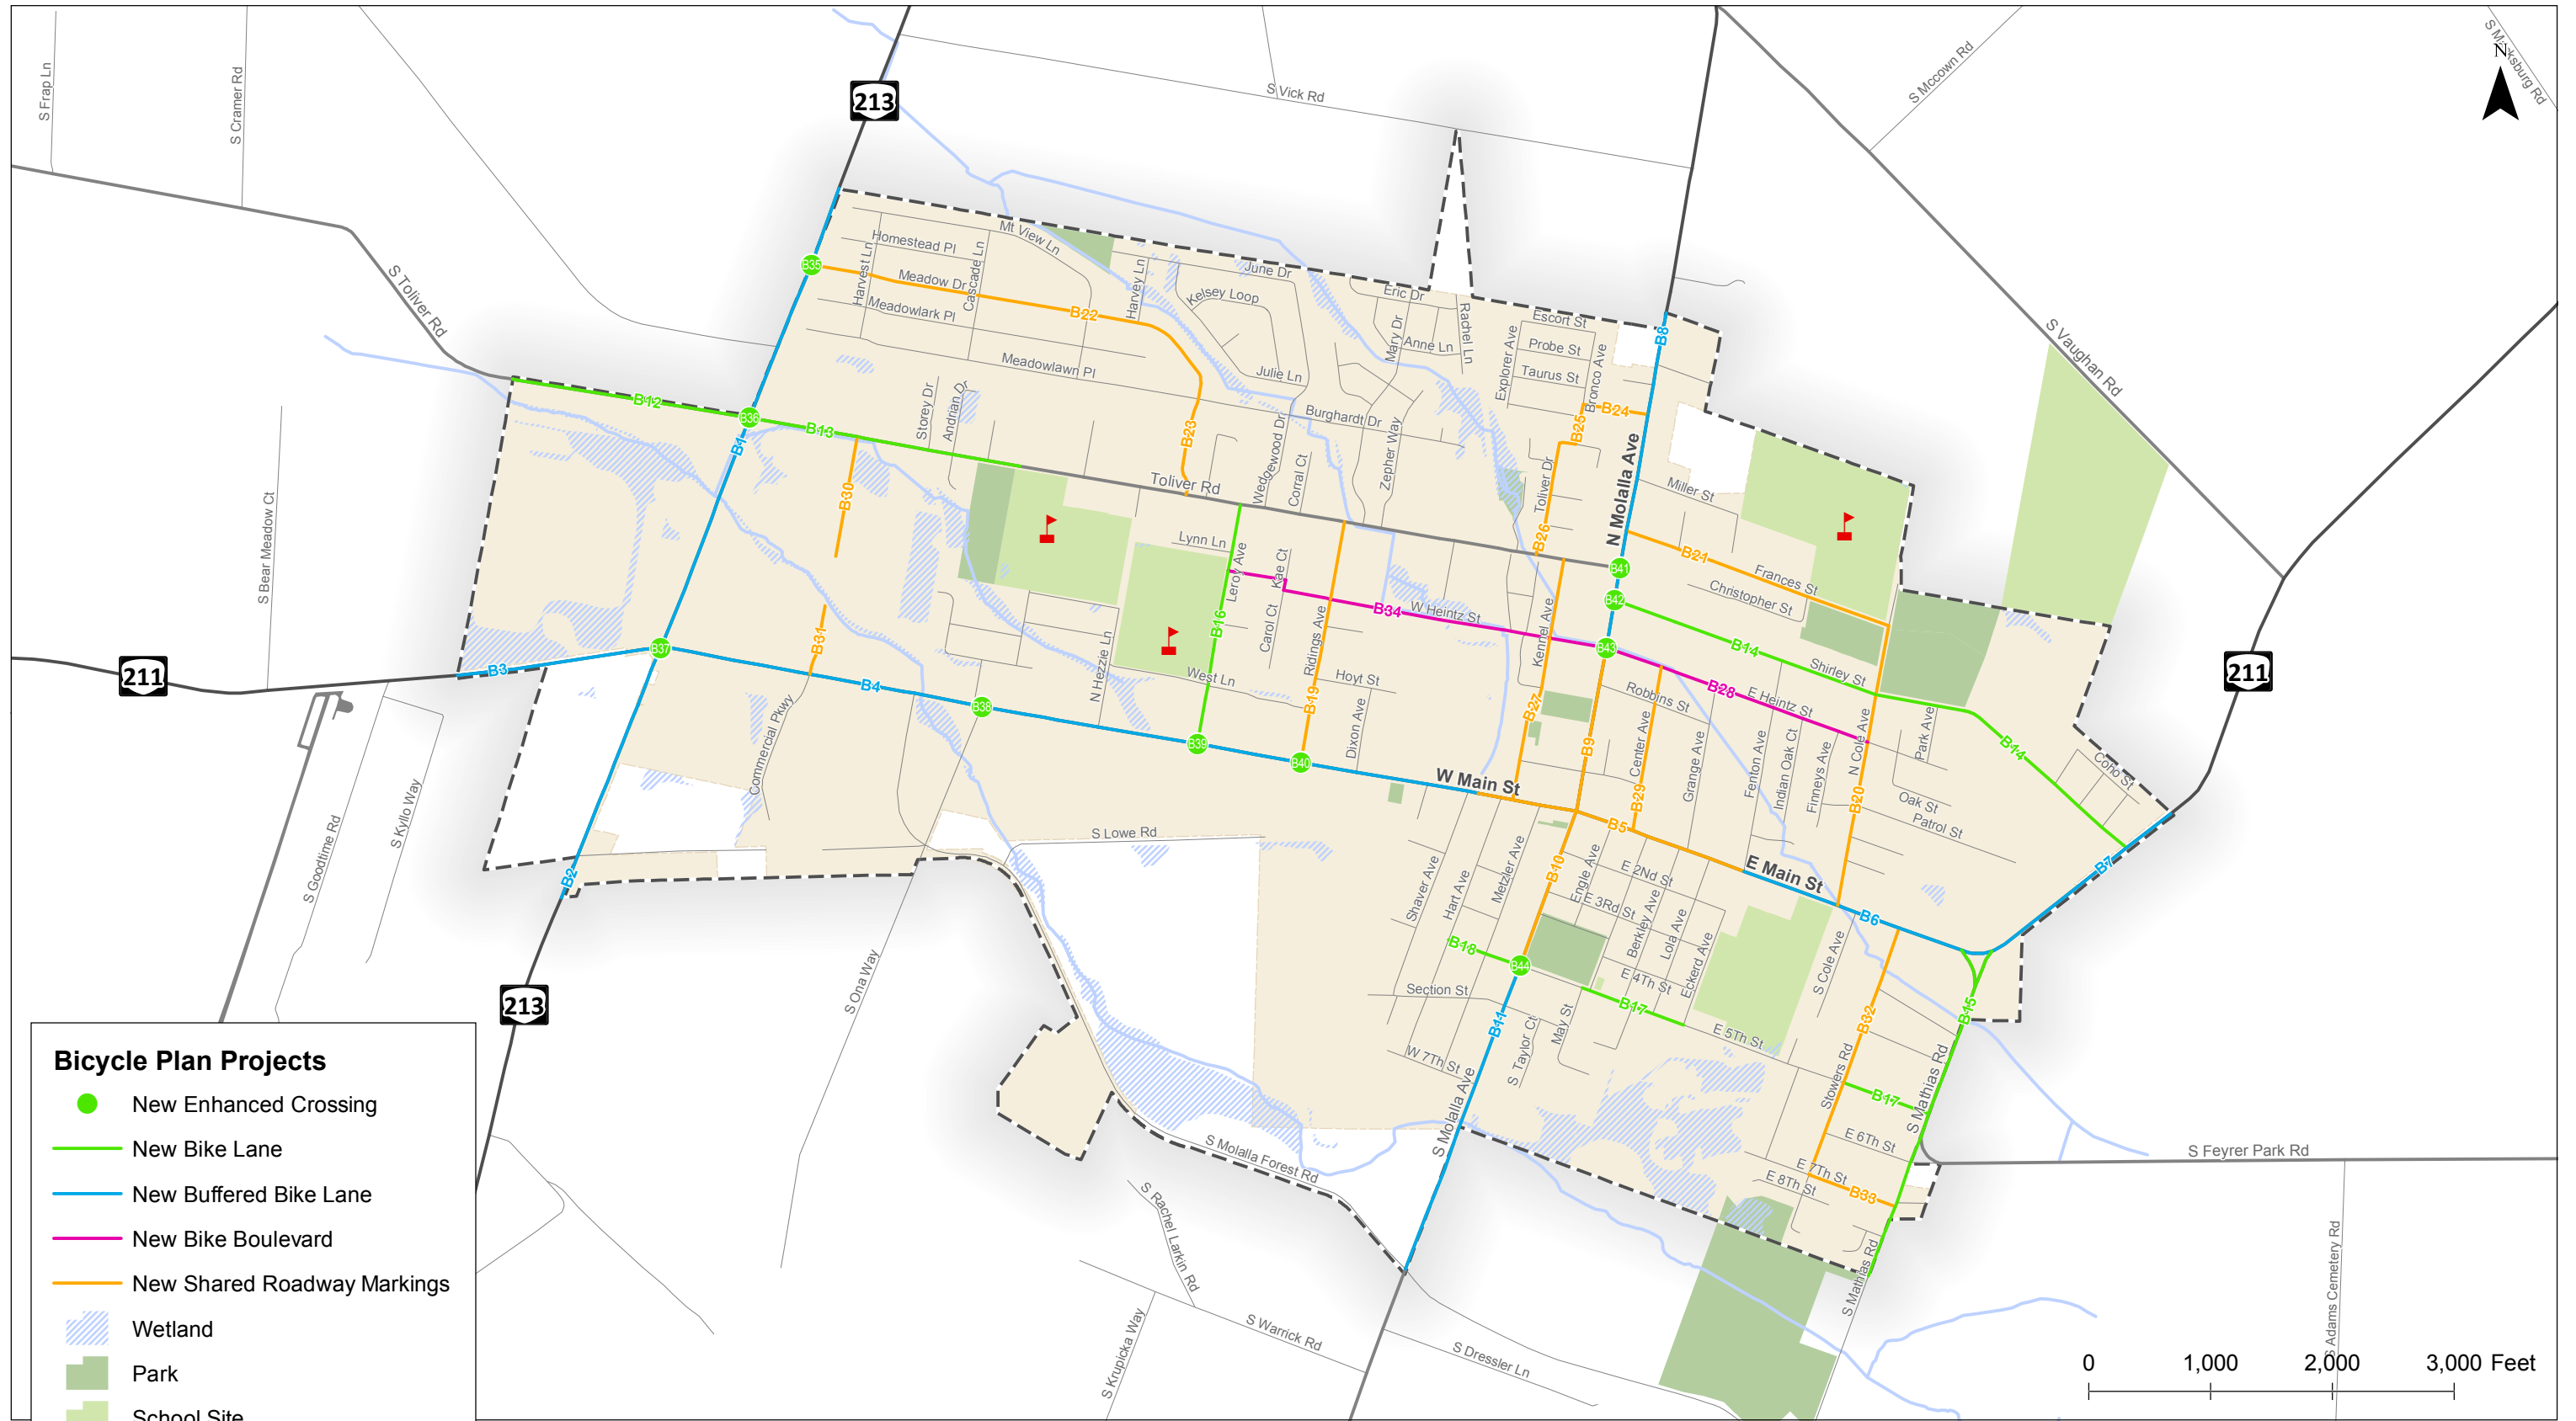 S Frap Ln
S Cramer Rd
213
S Vick Rd
S Mccown Rd
S Macksburg Rd
N
S Toliver Rd
S Vaughan Rd
Homestead Pl
Mt View Ln
Harvest Ln
Cascade Ln
Meadow Dr
Meadowlark Pl
Harvey Ln
June Dr
Kelsey Loop
Eric Dr
Rachel Ln
Escort St
B35
B22
B8
Mary Dr
Anne Ln
Explorer Ave
Probe St
Taurus St
Bronco Ave
Meadowlawn Pl
Julie Ln
B12
B36
B13
B1
Storey Dr
Andrian Dr
B23
Wedgewood Dr
Burghardt Dr
Zepher Way
Corral Ct
B25
B24
N Molalla Ave
Toliver Rd
Toliver Dr
Miller St
S Bear Meadow Ct
B30
B26
B21
Frances St
Christopher St
B41
B42
Lynn Ln
Leroy Ave
Kae Ct
B34
W Heintz St
B16
Carol Ct
Ridings Ave
Kennel Ave
B43
B14
Shirley St
211
B3
B37
B31
B4
B38
N Hezzie Ln
West Ln
Hoyt St
B19
Dixon Ave
B27
Robbins St
B28
E Heintz St
211
B9
Center Ave
Grange Ave
Fenton Ave
Indian Oak Ct
Finneys Ave
N Cole Ave
Park Ave
B14
Coho St
Commercial Pkwy
B39
B40
W Main St
B29
B20
Oak St
Patrol St
S Goodtime Rd
S Kyllo Way
B2
S Lowe Rd
B5
E Main St
B7
B10
Shaver Ave
Hart Ave
Metzler Ave
Engle Ave
E 2Nd St
E 3Rd St
Berkley Ave
Lola Ave
Eckerd Ave
B6
B18
B44
E 4Th St
S Cole Ave
S Ona Way
213
Section St
B17
B11
S Taylor Ct
May St
E 5Th St
B32
B15
W 7Th St
Stowers Rd
S Mathias Rd
B17
S Molalla Ave
E 6Th St
S Molalla Forest Rd
E 7Th St
E 8Th St
B33
S Feyrer Park Rd
S Rachel Larkin Rd
S Krupicka Way
S Warrick Rd
S Dressler Ln
S Mathias Rd
S Adams Cemetery Rd
Bicycle Plan Projects
New Enhanced Crossing
New Bike Lane
New Buffered Bike Lane
New Bike Boulevard
New Shared Roadway Markings
Wetland
Park
School Site
0 1,000 2,000 3,000 Feet